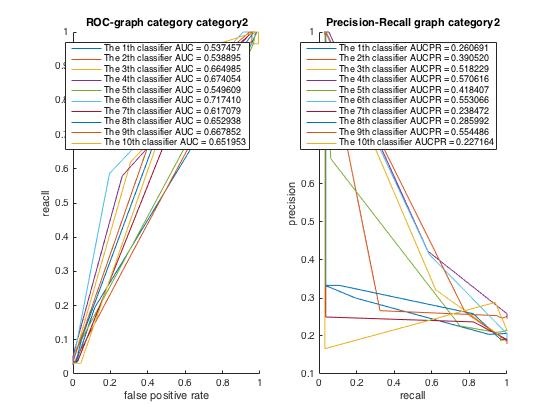 ROC-graph category category2
1
0.9
0.8
0.7
0.6
0.5
0.4
0.3
0.2
0.1
0
0 0.2 0.4 0.6 0.8 1
false positive rate
reacll
The 1th classifier AUC = 0.537457
The 2th classifier AUC = 0.538895
The 3th classifier AUC = 0.664985
The 4th classifier AUC = 0.674054
The 5th classifier AUC = 0.549609
The 6th classifier AUC = 0.717410
The 7th classifier AUC = 0.617079
The 8th classifier AUC = 0.652938
The 9th classifier AUC = 0.667852
The 10th classifier AUC = 0.651953
Precision-Recall graph category2
1
0.6
0.5
0.4
0.3
0.2
0.1
0 0.2 0.4 0.6 0.8 1
recall
precision
The 1th classifier AUCPR = 0.260691
The 2th classifier AUCPR = 0.390520
The 3th classifier AUCPR = 0.518229
The 4th classifier AUCPR = 0.570616
The 5th classifier AUCPR = 0.418407
The 6th classifier AUCPR = 0.553066
The 7th classifier AUCPR = 0.238472
The 8th classifier AUCPR = 0.285992
The 9th classifier AUCPR = 0.554486
The 10th classifier AUCPR = 0.227164